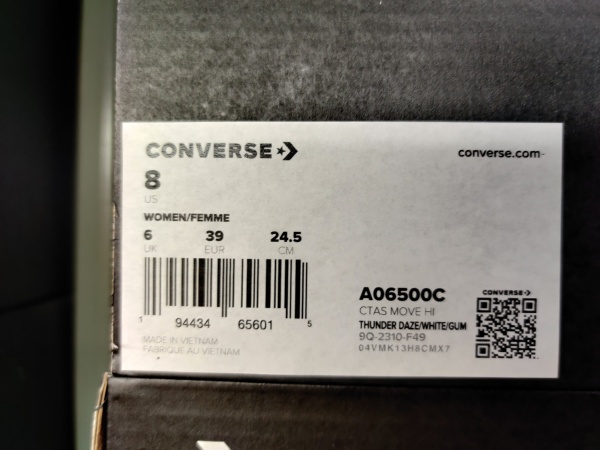 CONVERSE
converse.com
8
US
WOMEN/FEMME
6 39 24.5
UK EUR CM
1 94434 65601 5
MADE IN VIETNAM
FABRIQUE AU VIETNAM
A06500C
CTAS MOVE HI
THUNDER DAZE/WHITE/GUM
9Q-2310-F49
04VMK13H8CMX7
CONVERSE